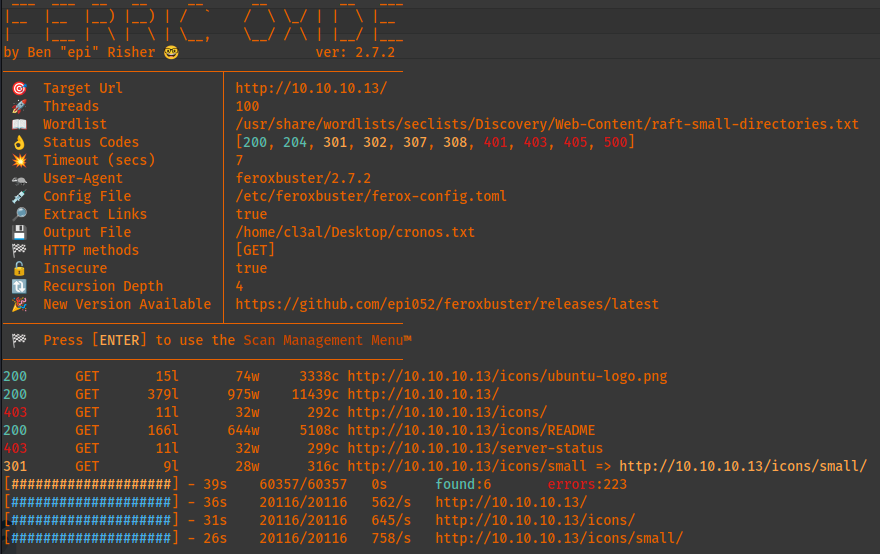 by Ben "epi" Risher 🤓 ver: 2.7.2
🎯 Target Url │ http://10.10.10.13/
🚀 Threads │ 100
📖 Wordlist │ /usr/share/wordlists/seclists/Discovery/Web-Content/raft-small-directories.txt
👌 Status Codes │ [200, 204, 301, 302, 307, 308, 401, 403, 405, 500]
💥 Timeout (secs) │ 7
🦡 User-Agent │ feroxbuster/2.7.2
💉 Config File │ /etc/feroxbuster/ferox-config.toml
🔎 Extract Links │ true
💾 Output File │ /home/cl3al/Desktop/cronos.txt
🏁 HTTP methods │ [GET]
🔓 Insecure │ true
🔃 Recursion Depth │ 4
🎉 New Version Available │ https://github.com/epi052/feroxbuster/releases/latest
🏁 Press [ENTER] to use the Scan Management Menu™
200 GET 15l 74w 3338c http://10.10.10.13/icons/ubuntu-logo.png
200 GET 379l 975w 11439c http://10.10.10.13/
403 GET 11l 32w 292c http://10.10.10.13/icons/
200 GET 166l 644w 5108c http://10.10.10.13/icons/README
403 GET 11l 32w 299c http://10.10.10.13/server-status
301 GET 9l 28w 316c http://10.10.10.13/icons/small => http://10.10.10.13/icons/small/
[####################] - 39s 60357/60357 0s found:6 errors:223
[####################] - 36s 20116/20116 562/s http://10.10.10.13/
[####################] - 31s 20116/20116 645/s http://10.10.10.13/icons/
[####################] - 26s 20116/20116 758/s http://10.10.10.13/icons/small/